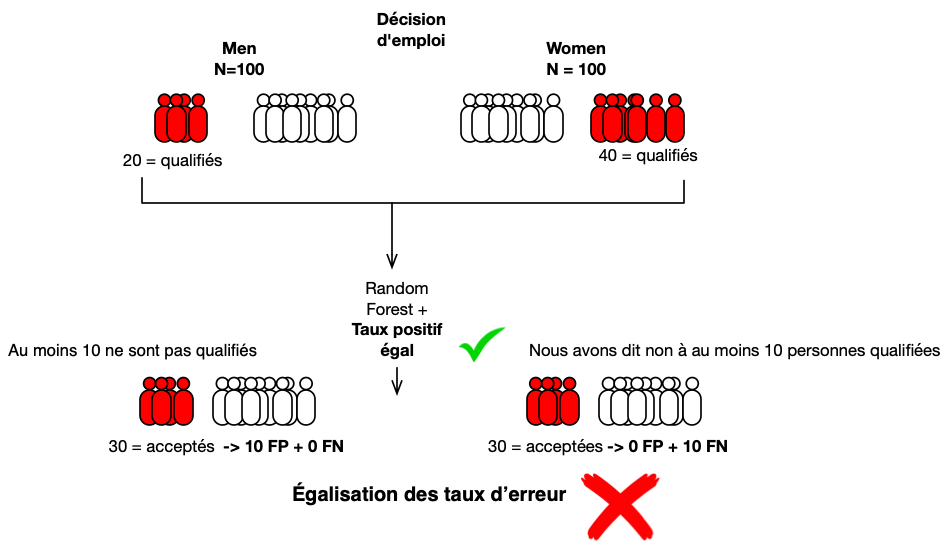 Décision
d'emploi
Men
N=100
Women
N = 100
20 = qualifiés
40 = qualifiés
Random
Forest +
Taux positif
égal
Au moins 10 ne sont pas qualifiés
Nous avons dit non à au moins 10 personnes qualifiées
30 = acceptés -> 10 FP + 0 FN
30 = acceptées -> 0 FP + 10 FN
Égalisation des taux d'erreur